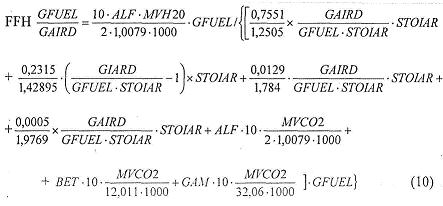 FFH GFUEL/GAIRD = 10·ALF·MVH20/2·1,0079·1000 · GFUEL/{[0,7551/1,2505 × GAIRD/GFUEL·STOIAR
+ 0,2315/1,42895 · (GIARD/GFUEL·STOIAR −1) × STOIAR + 0,0129/1,784 · GAIRD/GFUEL·STOIAR · STOIAR +
+ 0,0005/1,9769 × GAIRD/GFUEL·STOIAR · STOIAR + ALF·10· MVCO2/2·1,0079·1000 +
+ BET·10· MVCO2/12,011·1000 + GAM·10· MVCO2/32,06·1000 ]·GFUEL} (10)